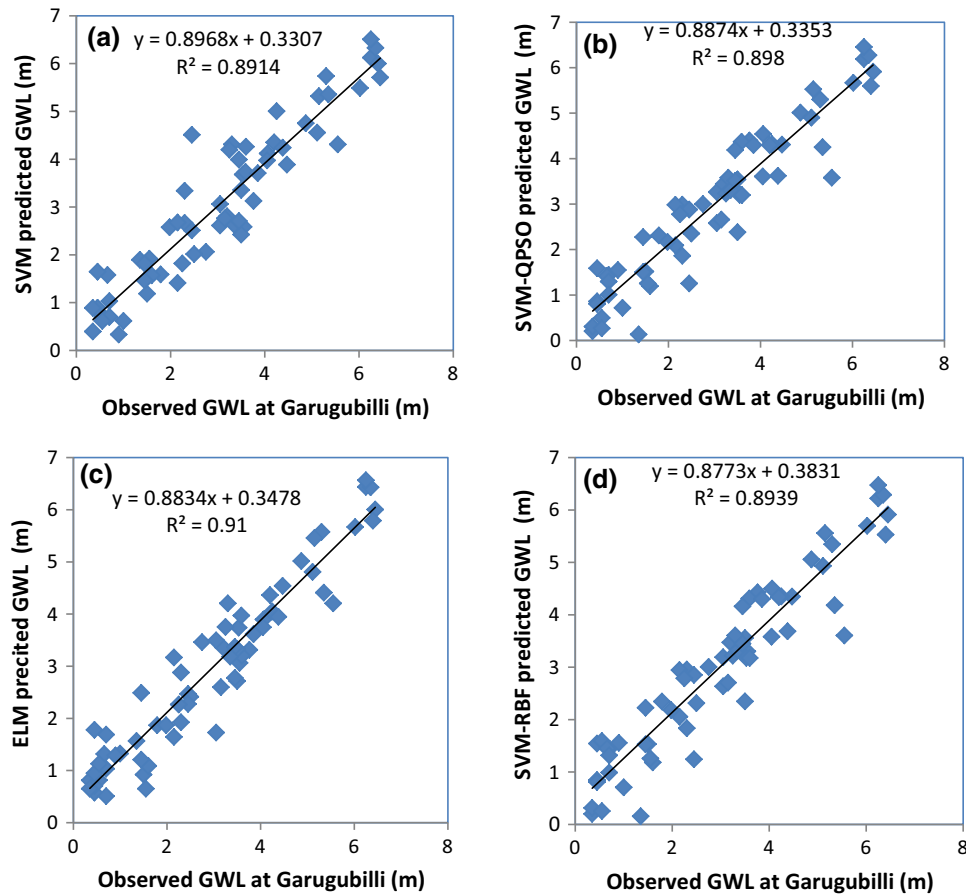 (a)
y = 0.8968x + 0.3307
R² = 0.8914
SVM predicted GWL (m)
7
6
5
4
3
2
1
0
0 2 4 6 8
Observed GWL at Garugubilli (m)
(b)
y = 0.8874x + 0.3353
R² = 0.898
SVM-QPSO predicted GWL (m)
7
6
5
4
3
2
1
0
0 2 4 6 8
Observed GWL at Garugubilli (m)
(c)
y = 0.8834x + 0.3478
R² = 0.91
ELM precited GWL (m)
7
6
5
4
3
2
1
0
0 2 4 6 8
Observed GWL at Garugubilli (m)
(d)
y = 0.8773x + 0.3831
R² = 0.8939
SVM-RBF predicted GWL (m)
7
6
5
4
3
2
1
0
0 2 4 6 8
Observed GWL at Garugubilli (m)